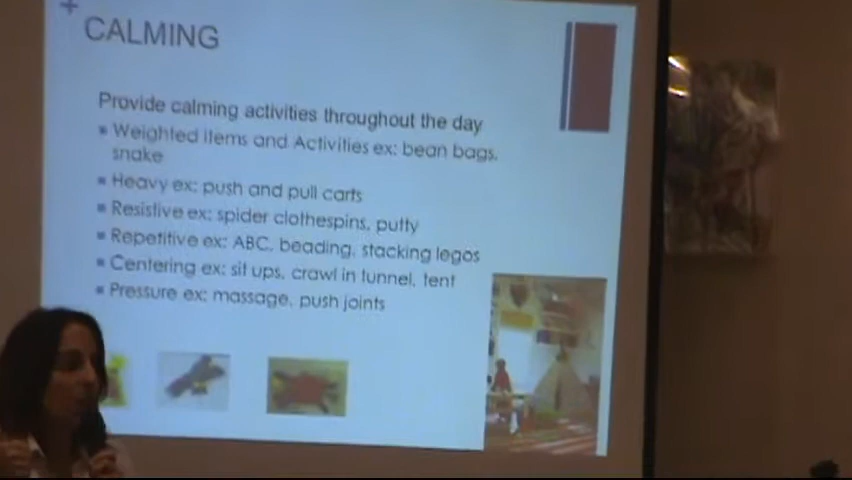 +
CALMING
Provide calming activities throughout the day
Weighted items and Activities ex: bean bags,
snake
Heavy ex: push and pull carts
Resistive ex: spider clothespins, putty
Repetitive ex: ABC, beading, stacking legos
Centering ex: sit ups, crawl in tunnel, tent
Pressure ex: massage, push joints